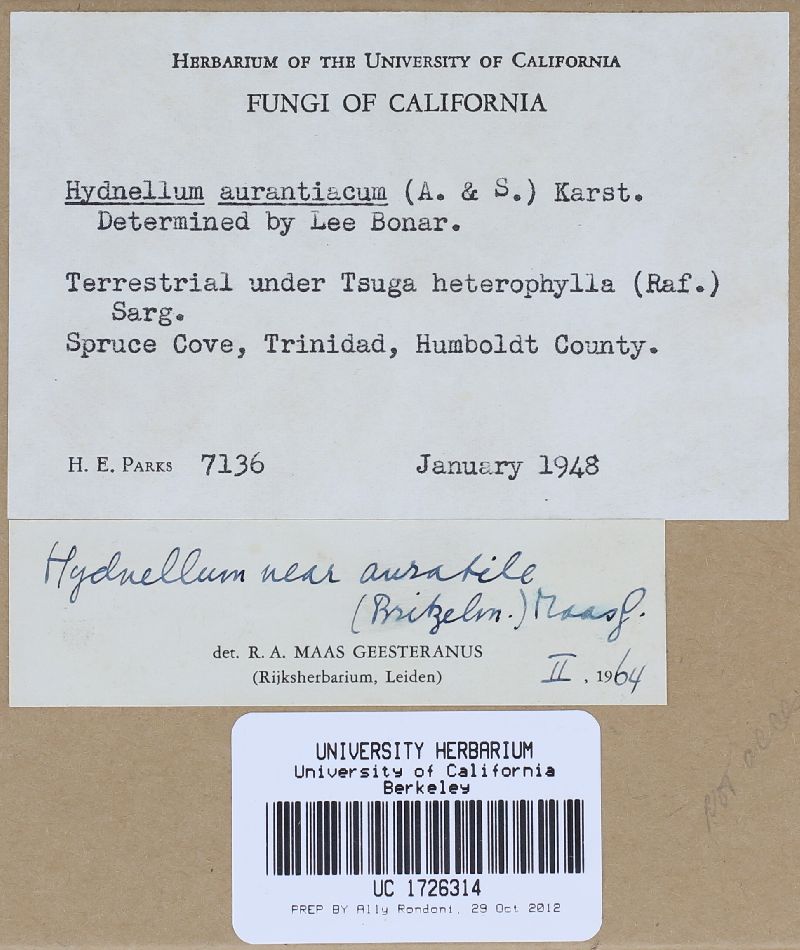 HERBARIUM OF THE UNIVERSITY OF CALIFORNIA
FUNGI OF CALIFORNIA
Hydnellum aurantiacum (A. & S.) Karst.
Determined by Lee Bonar.
Terrestrial under Tsuga heterophylla (Raf.)
Sarg.
Spruce Cove, Trinidad, Humboldt County.
H. E. PARKS 7136 January 1948
Hydnellum near auratile
(Britzelm.) Maas G.
det. R. A. MAAS GEESTERANUS
(Rijksherbarium, Leiden) II, 1964
not
UNIVERSITY HERBARIUM
University of California
Berkeley
UC 1726314
PREP BY Ally Rondoni, 29 Oct 2012